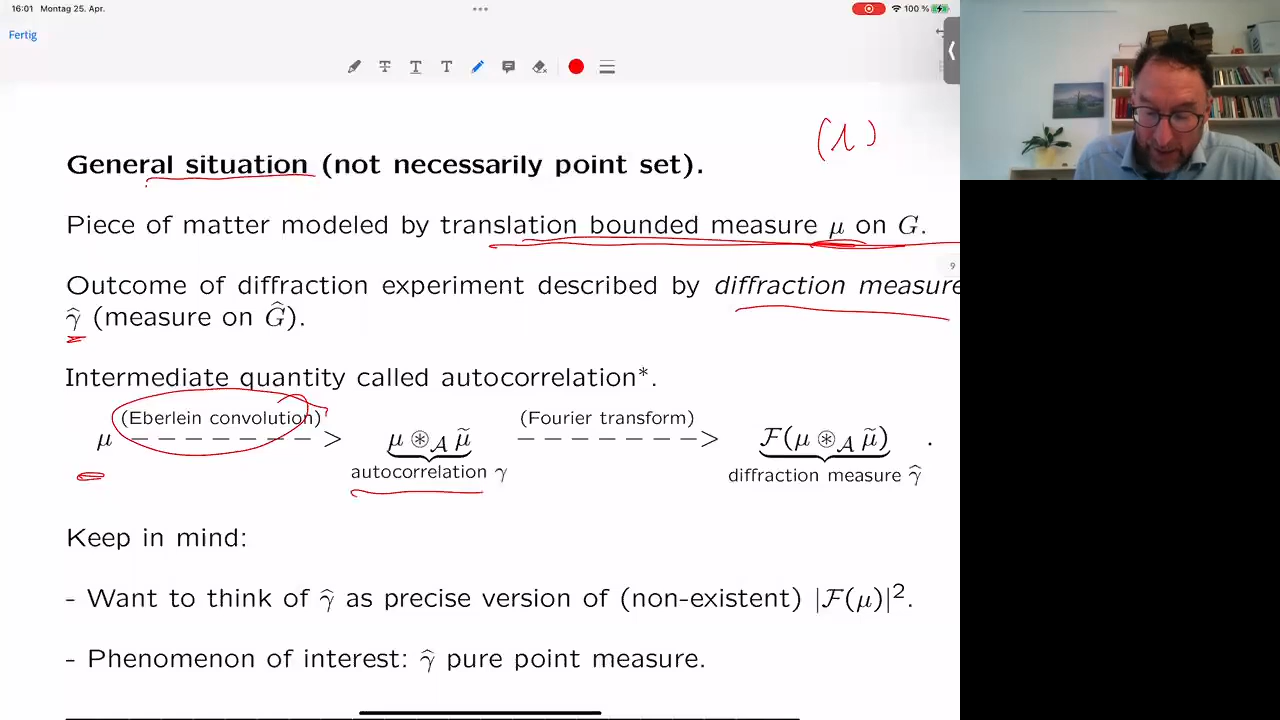 16:01 Montag 25. Apr. 100 %
Fertig
T T T
(Λ)
General situation (not necessarily point set).
Piece of matter modeled by translation bounded measure μ on G.
9
Outcome of diffraction experiment described by diffraction measure
γ̂ (measure on Ĝ).
Intermediate quantity called autocorrelation*.
(Eberlein convolution) (Fourier transform)
μ − − − − − − − − − −> μ ⊛_A μ̃ − − − − − − − − −> F(μ ⊛_A μ̃) .
autocorrelation γ diffraction measure γ̂
Keep in mind:
- Want to think of γ̂ as precise version of (non-existent) |F(μ)|².
- Phenomenon of interest: γ̂ pure point measure.